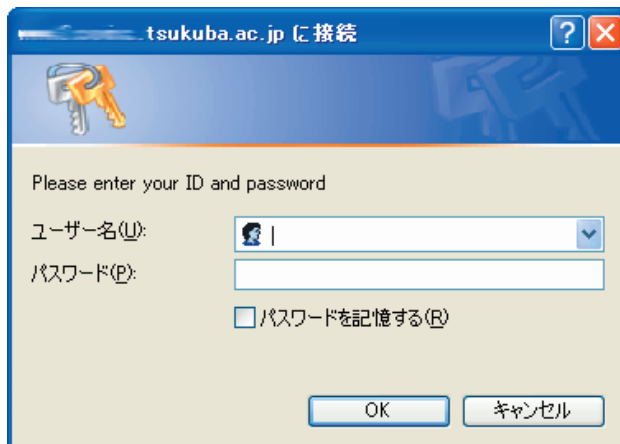 .tsukuba.ac.jp に接続
Please enter your ID and password
ユーザー名(U):
パスワード(P):
パスワードを記憶する(R)
OK キャンセル